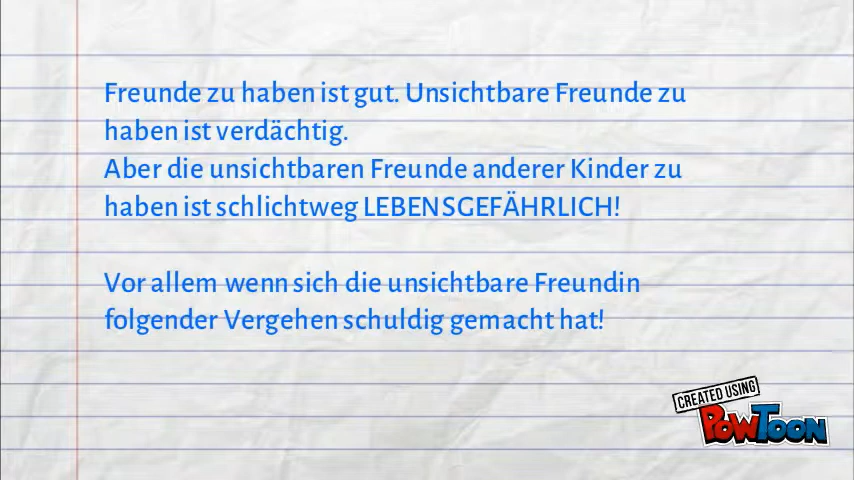 Freunde zu haben ist gut. Unsichtbare Freunde zu
haben ist verdächtig.
Aber die unsichtbaren Freunde anderer Kinder zu
haben ist schlichtweg LEBENSGEFÄHRLICH!
Vor allem wenn sich die unsichtbare Freundin
folgender Vergehen schuldig gemacht hat!
CREATED USING
POWTOON